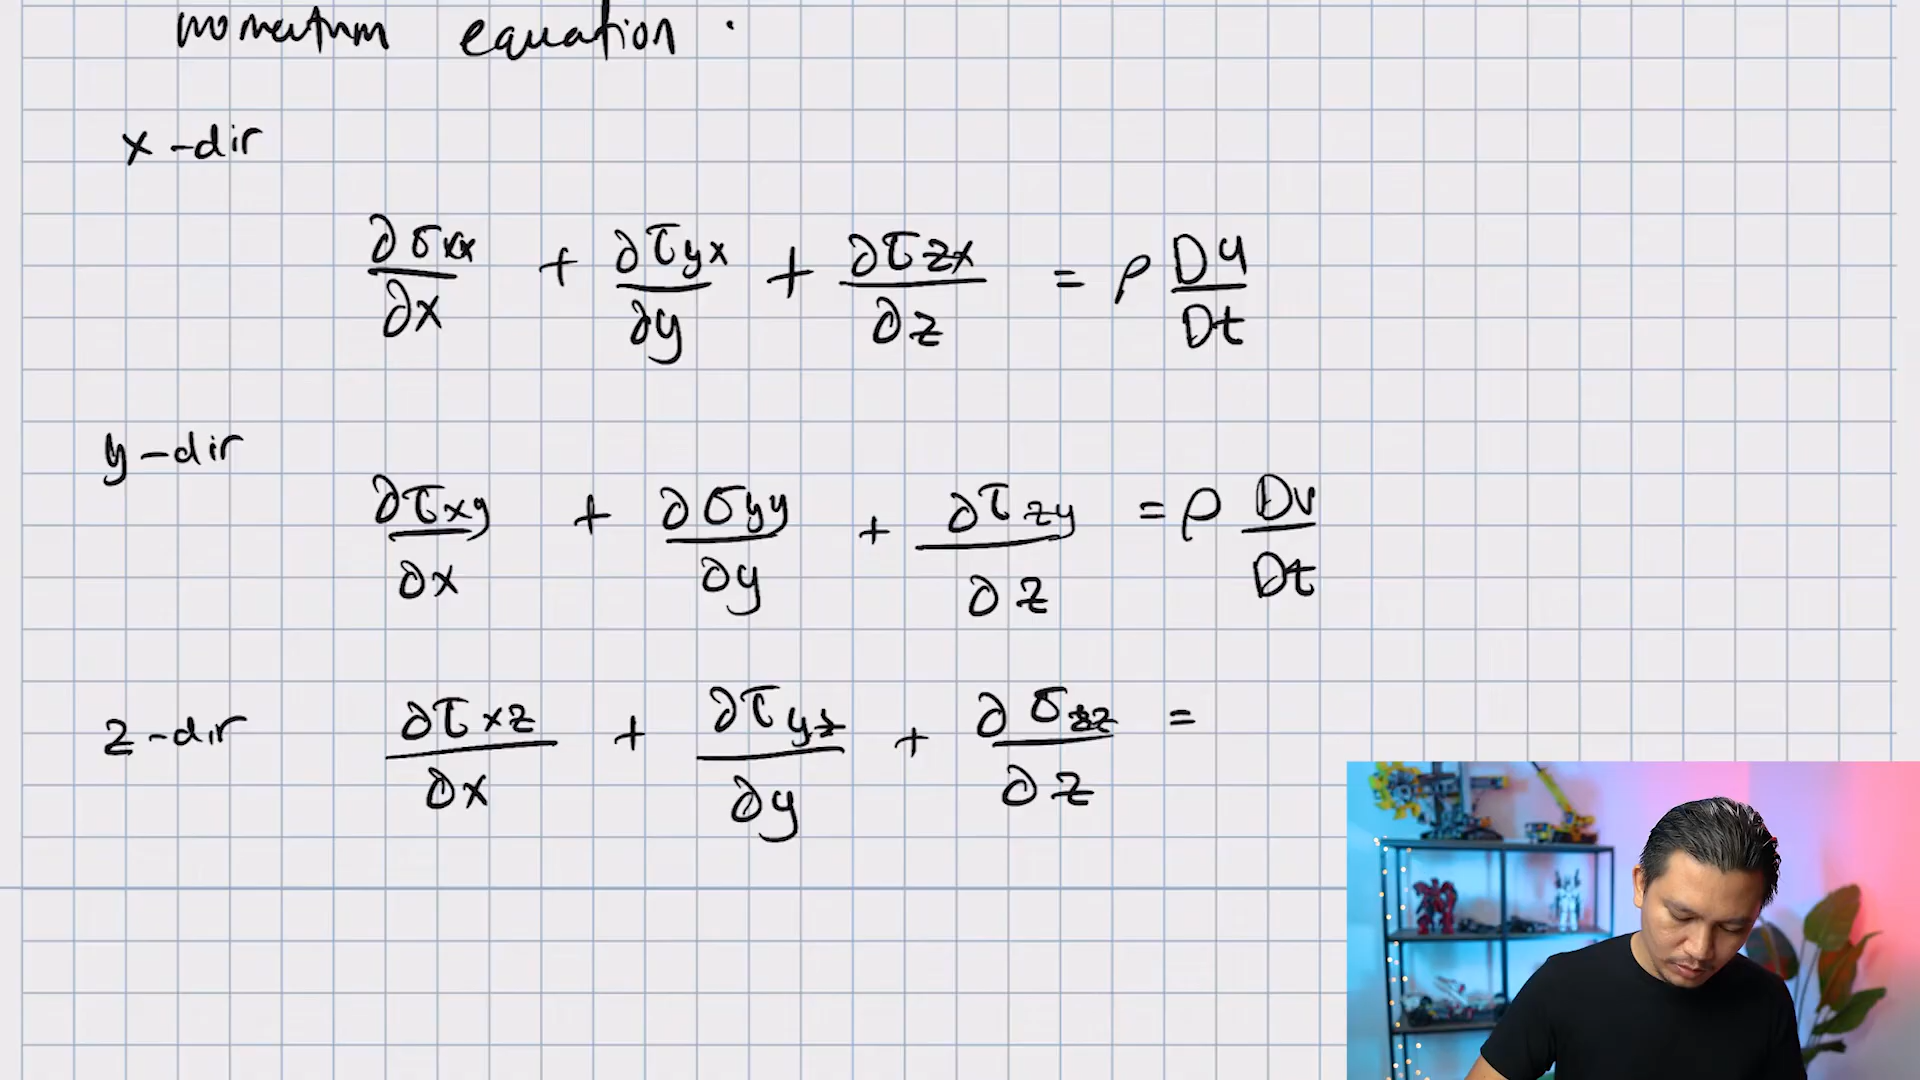 momentum equation .
x -dir
∂σxx/∂x + ∂τyx/∂y + ∂τzx/∂z = ρ Du/Dt
y -dir
∂τxy/∂x + ∂σyy/∂y + ∂τzy/∂z = ρ Dv/Dt
z -dir
∂τxz/∂x + ∂τyz/∂y + ∂σzz/∂z =